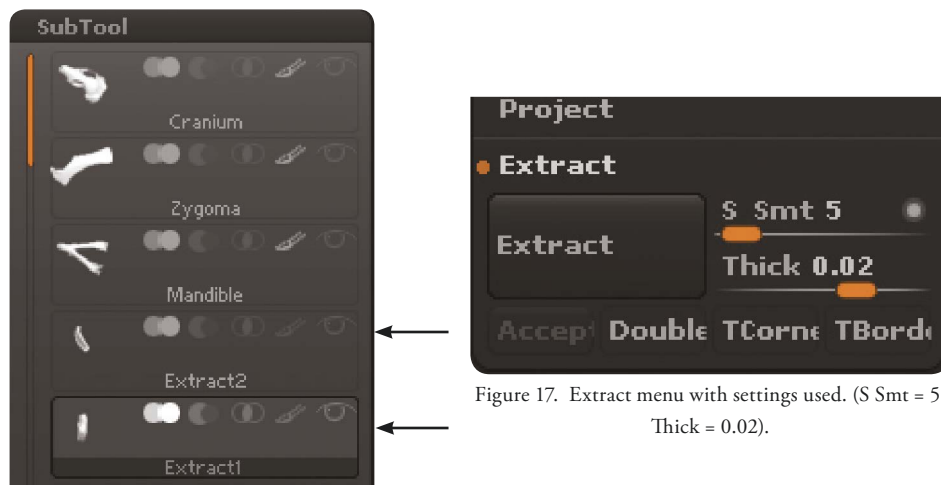 SubTool
Cranium
Zygoma
Mandible
Extract2
Extract1
Project
Extract
Extract
S Smt 5
Thick 0.02
Accept Double TCorne TBorde
Figure 17. Extract menu with settings used. (S Smt = 5
Thick = 0.02).